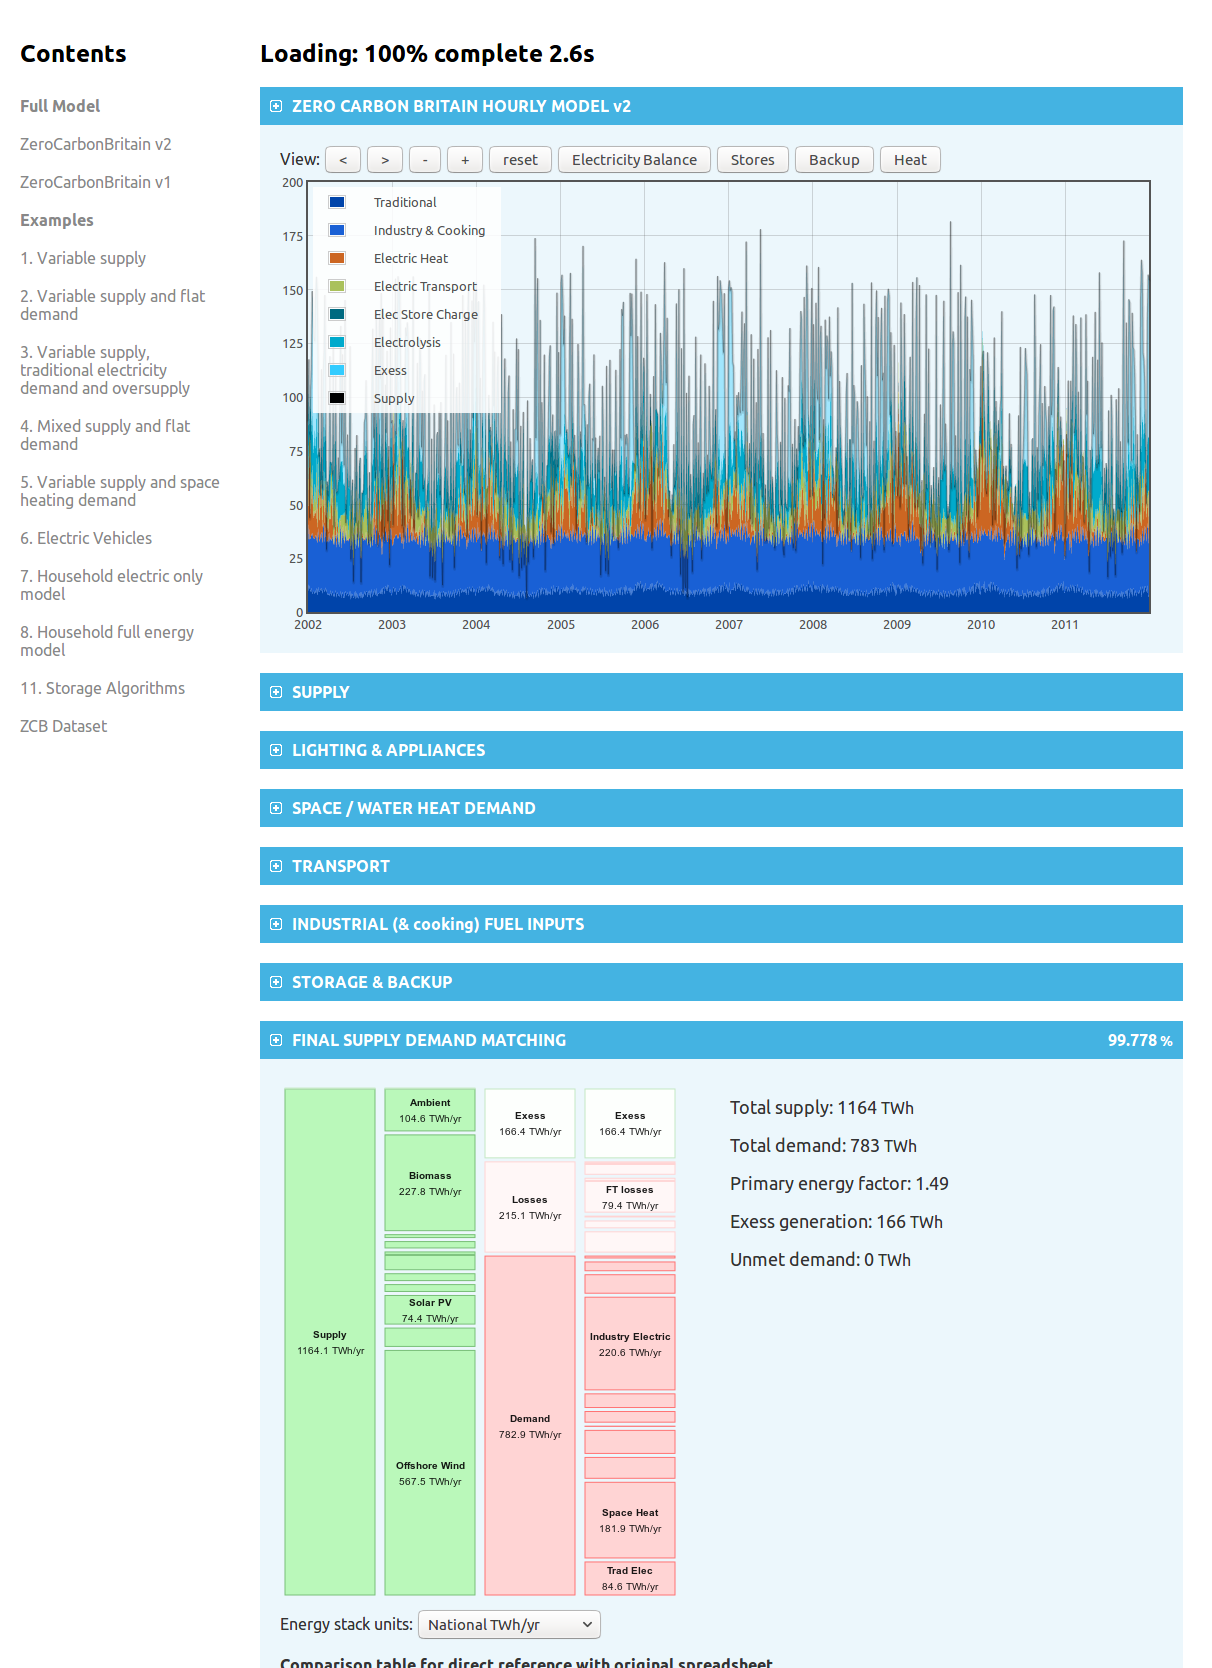 Contents
Full Model
ZeroCarbonBritain v2
ZeroCarbonBritain v1
Examples
1. Variable supply
2. Variable supply and flat
demand
3. Variable supply,
traditional electricity
demand and oversupply
4. Mixed supply and flat
demand
5. Variable supply and space
heating demand
6. Electric Vehicles
7. Household electric only
model
8. Household full energy
model
11. Storage Algorithms
ZCB Dataset
Loading: 100% complete 2.6s
ZERO CARBON BRITAIN HOURLY MODEL v2
View: < > - + reset Electricity Balance Stores Backup Heat
200
175
150
125
100
75
50
25
0
Traditional
Industry & Cooking
Electric Heat
Electric Transport
Elec Store Charge
Electrolysis
Exess
Supply
2002 2003 2004 2005 2006 2007 2008 2009 2010 2011
SUPPLY
LIGHTING & APPLIANCES
SPACE / WATER HEAT DEMAND
TRANSPORT
INDUSTRIAL (& cooking) FUEL INPUTS
STORAGE & BACKUP
FINAL SUPPLY DEMAND MATCHING 99.778 %
Supply
1164.1 TWh/yr
Ambient
104.6 TWh/yr
Biomass
227.8 TWh/yr
Solar PV
74.4 TWh/yr
Offshore Wind
567.5 TWh/yr
Exess
166.4 TWh/yr
Losses
215.1 TWh/yr
Demand
782.9 TWh/yr
Exess
166.4 TWh/yr
FT losses
79.4 TWh/yr
Industry Electric
220.6 TWh/yr
Space Heat
181.9 TWh/yr
Trad Elec
84.6 TWh/yr
Total supply: 1164 TWh
Total demand: 783 TWh
Primary energy factor: 1.49
Exess generation: 166 TWh
Unmet demand: 0 TWh
Energy stack units: National TWh/yr
Comparison table for direct reference with original spreadsheet